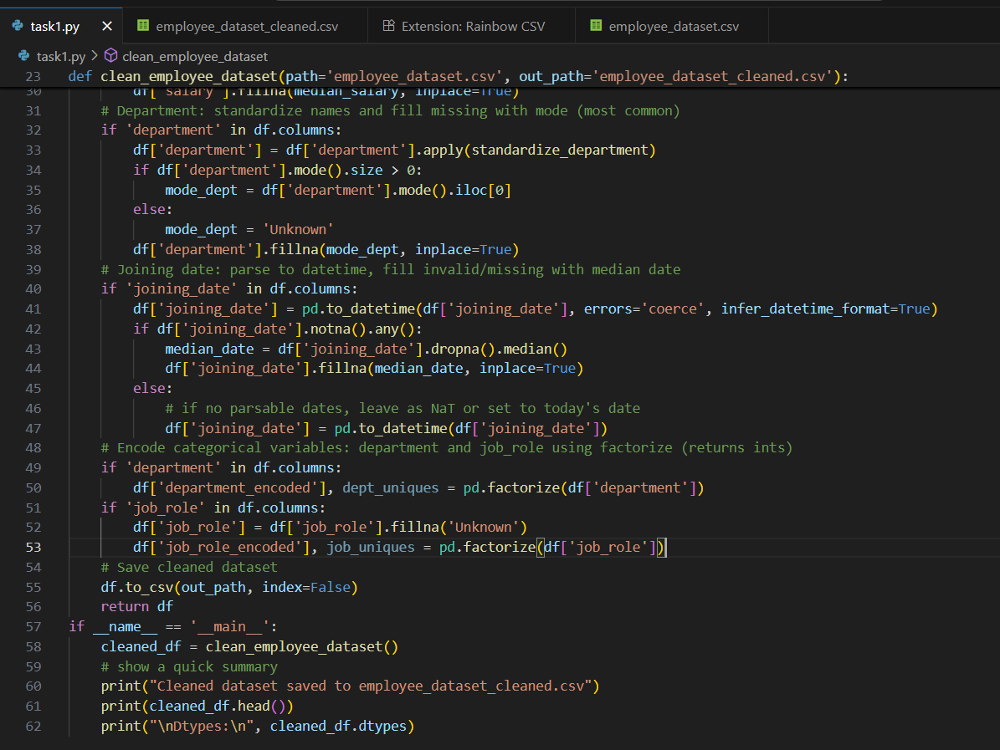 task1.py
employee_dataset_cleaned.csv
Extension: Rainbow CSV
employee_dataset.csv
task1.py > clean_employee_dataset
23 def clean_employee_dataset(path='employee_dataset.csv', out_path='employee_dataset_cleaned.csv'):
30         df['salary'].fillna(median_salary, inplace=True)
31     # Department: standardize names and fill missing with mode (most common)
32     if 'department' in df.columns:
33         df['department'] = df['department'].apply(standardize_department)
34         if df['department'].mode().size > 0:
35             mode_dept = df['department'].mode().iloc[0]
36         else:
37             mode_dept = 'Unknown'
38         df['department'].fillna(mode_dept, inplace=True)
39     # Joining date: parse to datetime, fill invalid/missing with median date
40     if 'joining_date' in df.columns:
41         df['joining_date'] = pd.to_datetime(df['joining_date'], errors='coerce', infer_datetime_format=True)
42         if df['joining_date'].notna().any():
43             median_date = df['joining_date'].dropna().median()
44             df['joining_date'].fillna(median_date, inplace=True)
45         else:
46             # if no parsable dates, leave as NaT or set to today's date
47             df['joining_date'] = pd.to_datetime(df['joining_date'])
48     # Encode categorical variables: department and job_role using factorize (returns ints)
49     if 'department' in df.columns:
50         df['department_encoded'], dept_uniques = pd.factorize(df['department'])
51     if 'job_role' in df.columns:
52         df['job_role'] = df['job_role'].fillna('Unknown')
53         df['job_role_encoded'], job_uniques = pd.factorize(df['job_role'])
54     # Save cleaned dataset
55     df.to_csv(out_path, index=False)
56     return df
57 if __name__ == '__main__':
58     cleaned_df = clean_employee_dataset()
59     # show a quick summary
60     print("Cleaned dataset saved to employee_dataset_cleaned.csv")
61     print(cleaned_df.head())
62     print("\nDtypes:\n", cleaned_df.dtypes)